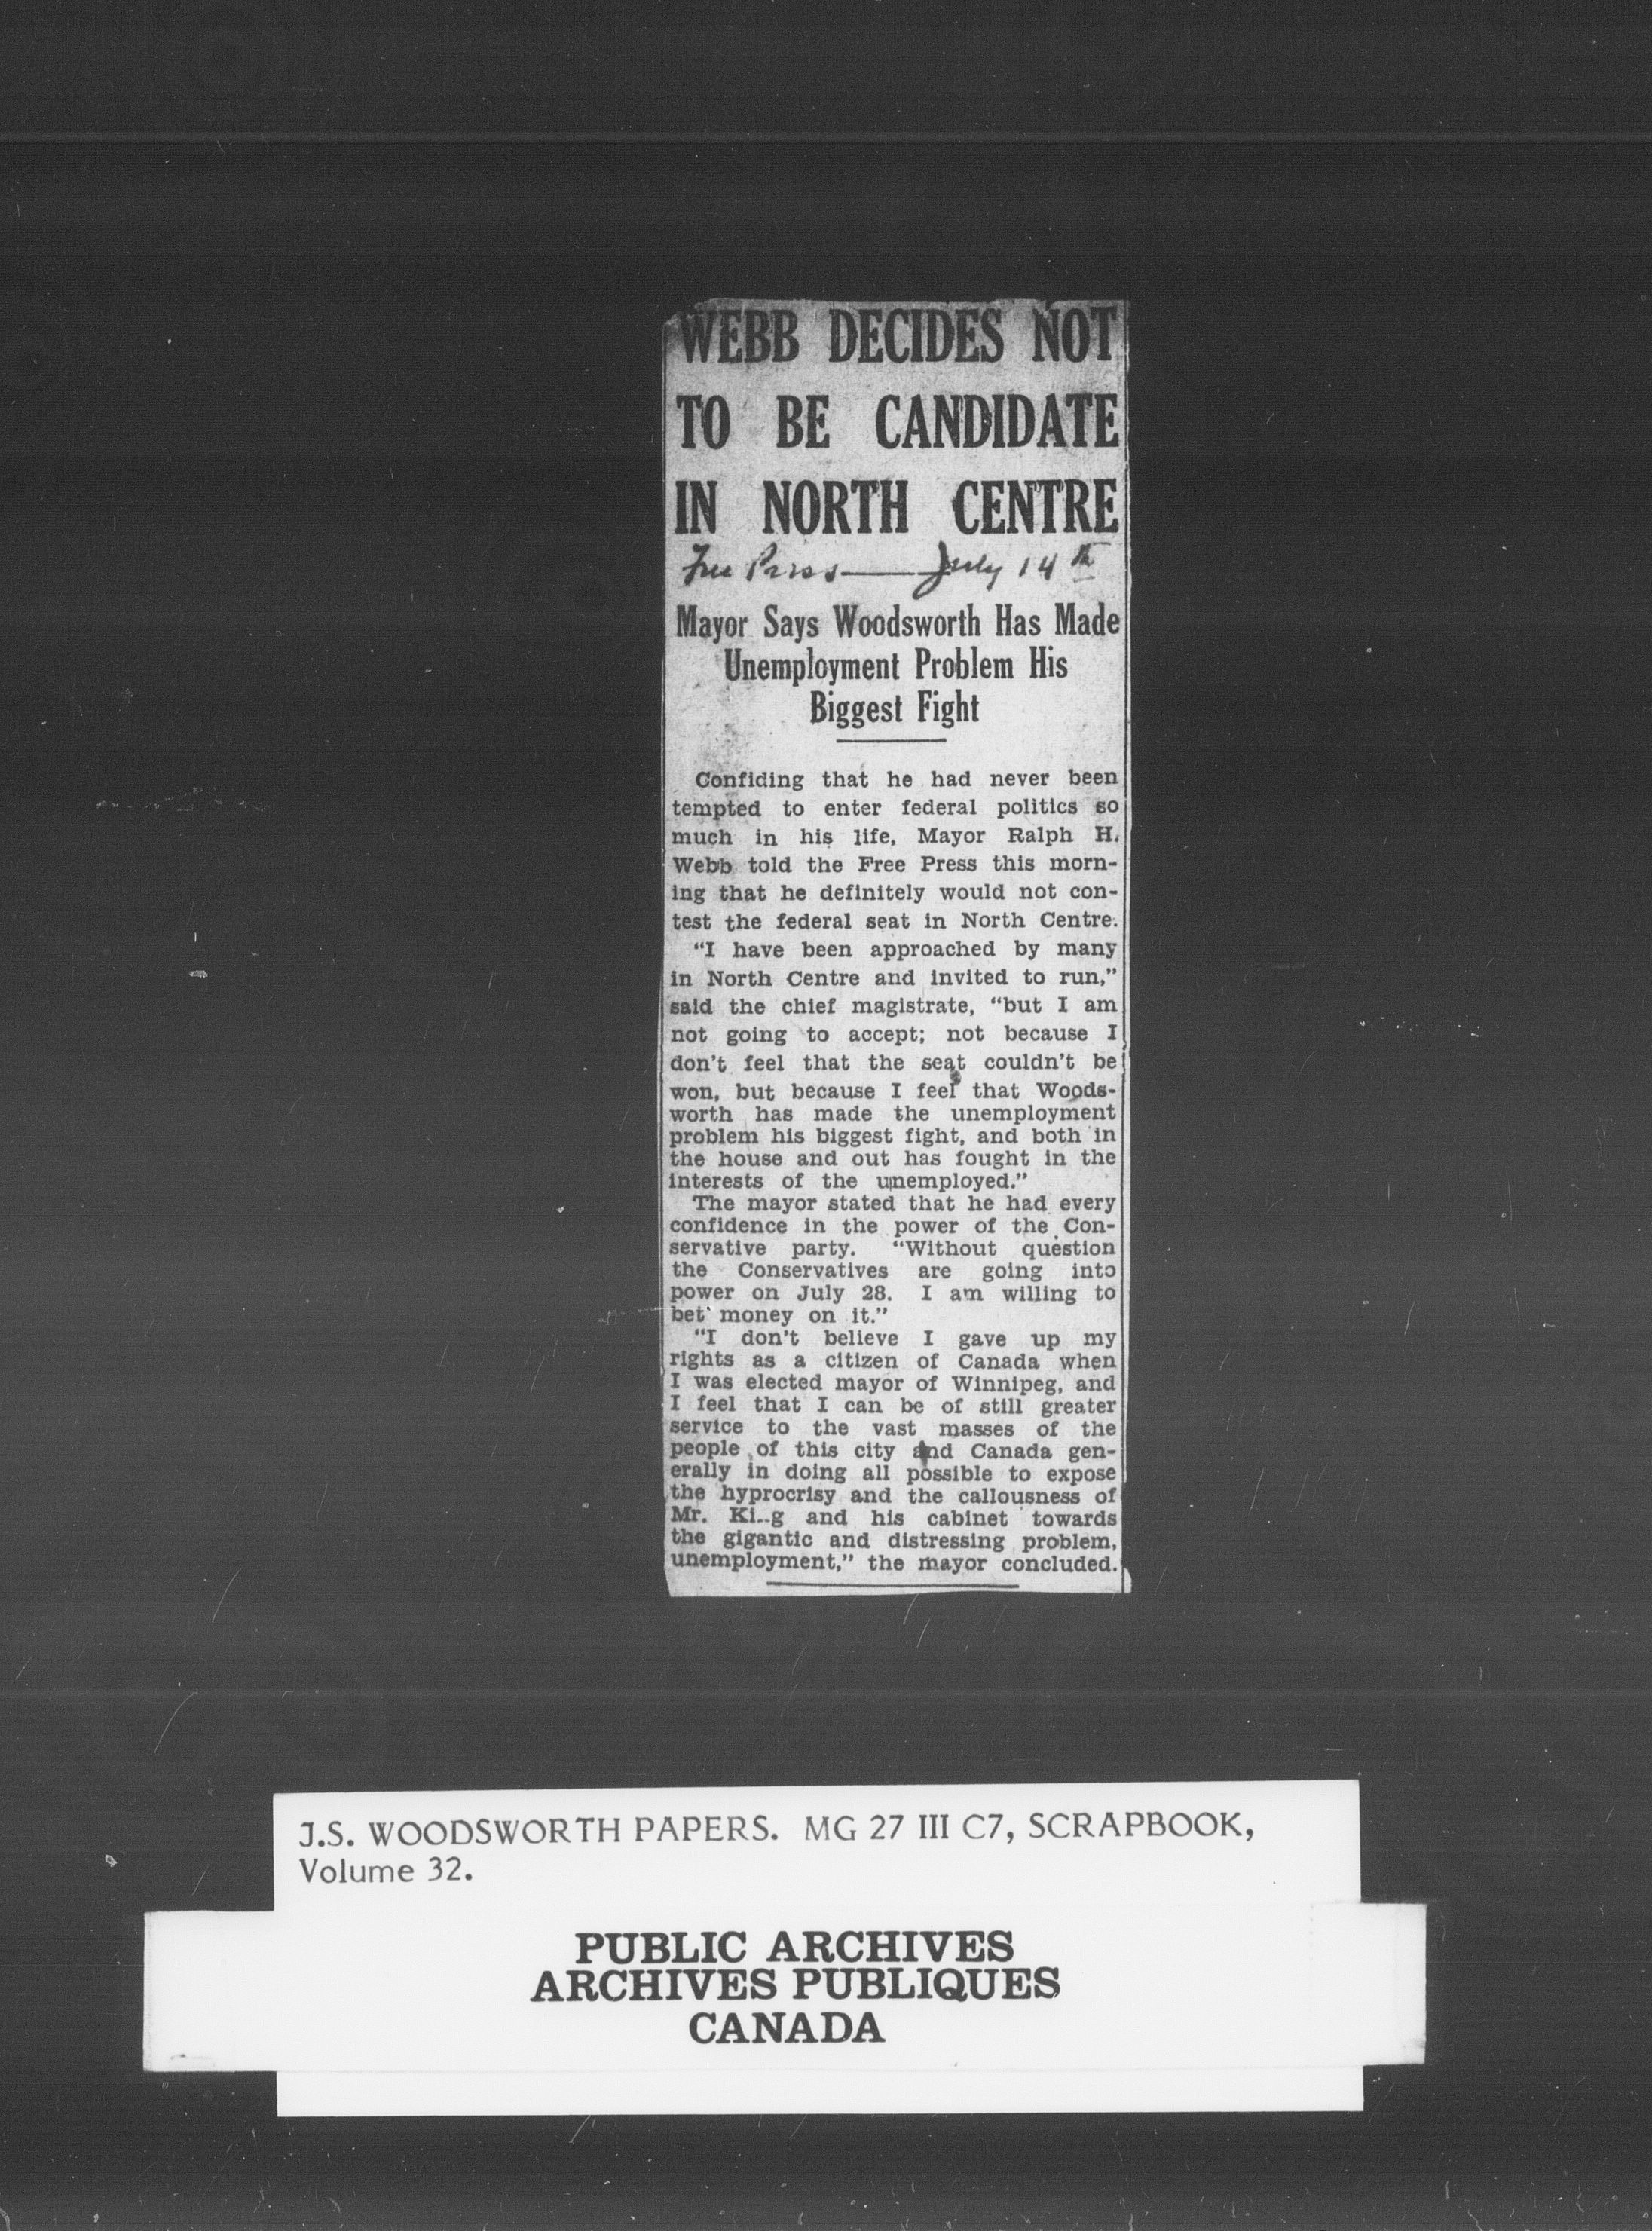 WEBB DECIDES NOT
TO BE CANDIDATE
IN NORTH CENTRE
Free Press — July 14th
Mayor Says Woodsworth Has Made
Unemployment Problem His
Biggest Fight
Confiding that he had never been
tempted to enter federal politics so
much in his life, Mayor Ralph H.
Webb told the Free Press this morn-
ing that he definitely would not con-
test the federal seat in North Centre.
"I have been approached by many
in North Centre and invited to run,"
said the chief magistrate, "but I am
not going to accept; not because I
don't feel that the seat couldn't be
won, but because I feel that Woods-
worth has made the unemployment
problem his biggest fight, and both in
the house and out has fought in the
interests of the unemployed."
The mayor stated that he had every
confidence in the power of the Con-
servative party. "Without question
the Conservatives are going into
power on July 28. I am willing to
bet money on it."
"I don't believe I gave up my
rights as a citizen of Canada when
I was elected mayor of Winnipeg, and
I feel that I can be of still greater
service to the vast masses of the
people of this city and Canada gen-
erally in doing all possible to expose
the hyprocrisy and the callousness of
Mr. Ki..g and his cabinet towards
the gigantic and distressing problem,
unemployment," the mayor concluded.
J.S. WOODSWORTH PAPERS. MG 27 III C7, SCRAPBOOK,
Volume 32.
PUBLIC ARCHIVES
ARCHIVES PUBLIQUES
CANADA